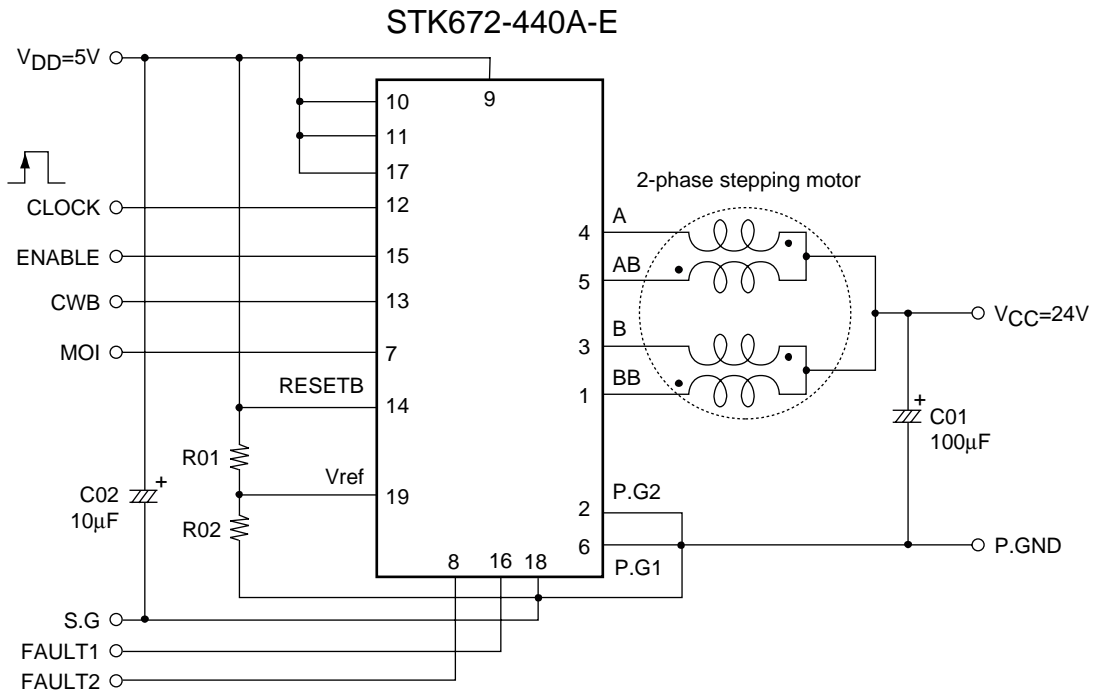 STK672-440A-E
VDD=5V
9
10
11
17
2-phase stepping motor
CLOCK
12
A
4
ENABLE
15
AB
5
CWB
13
VCC=24V
B
3
MOI
7
BB
1
RESETB
14
+
C01
100μF
R01
Vref
19
+
C02
10μF
R02
P.G2
2
6
P.GND
P.G1
8
16
18
S.G
FAULT1
FAULT2